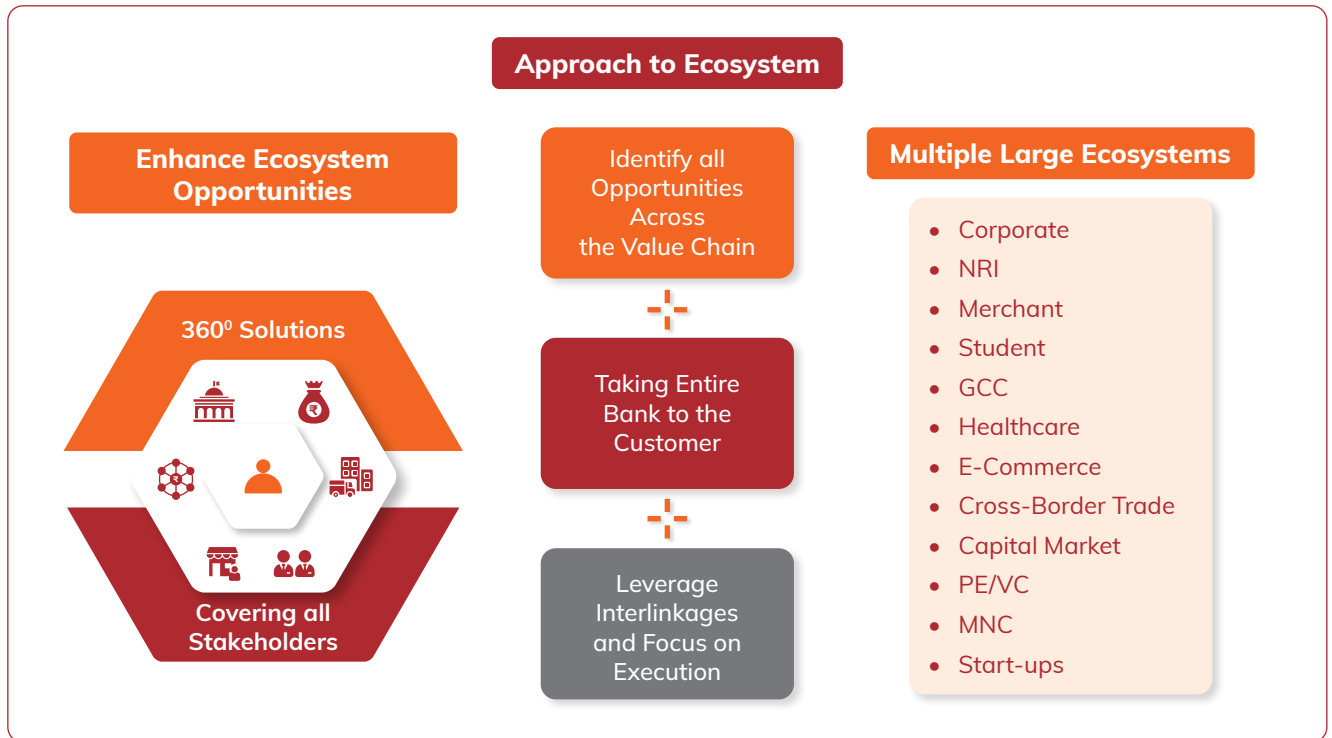 Approach to Ecosystem
Enhance Ecosystem
Opportunities
360⁰ Solutions
₹
₹
Covering all
Stakeholders
Identify all
Opportunities
Across
the Value Chain
Taking Entire
Bank to the
Customer
Leverage
Interlinkages
and Focus on
Execution
Multiple Large Ecosystems
• Corporate
• NRI
• Merchant
• Student
• GCC
• Healthcare
• E-Commerce
• Cross-Border Trade
• Capital Market
• PE/VC
• MNC
• Start-ups